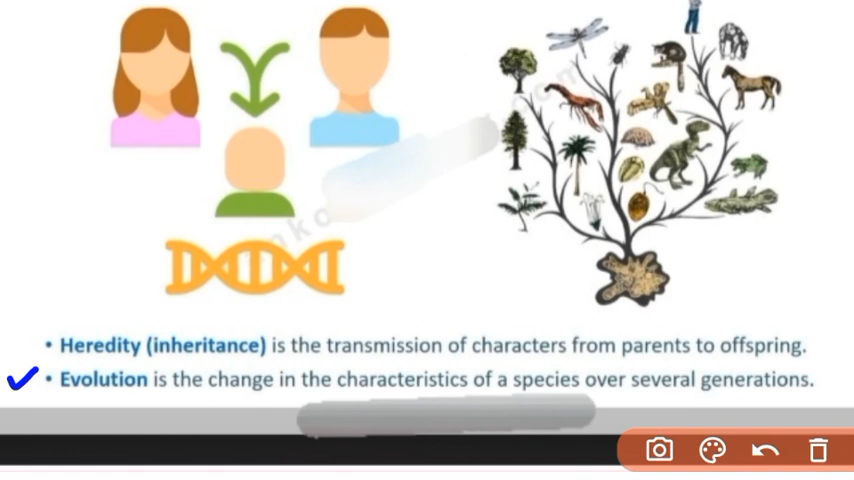 • Heredity (inheritance) is the transmission of characters from parents to offspring.
• Evolution is the change in the characteristics of a species over several generations.